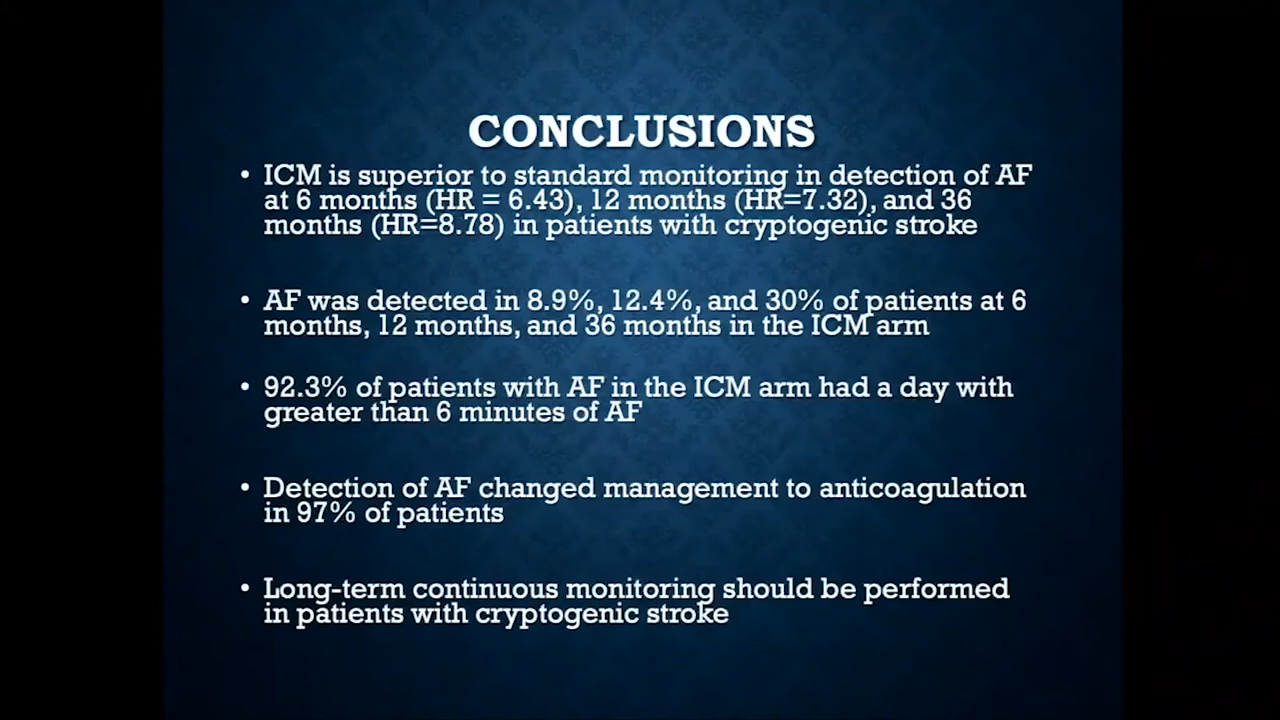 CONCLUSIONS
• ICM is superior to standard monitoring in detection of AF
at 6 months (HR = 6.43), 12 months (HR=7.32), and 36
months (HR=8.78) in patients with cryptogenic stroke
• AF was detected in 8.9%, 12.4%, and 30% of patients at 6
months, 12 months, and 36 months in the ICM arm
• 92.3% of patients with AF in the ICM arm had a day with
greater than 6 minutes of AF
• Detection of AF changed management to anticoagulation
in 97% of patients
• Long-term continuous monitoring should be performed
in patients with cryptogenic stroke